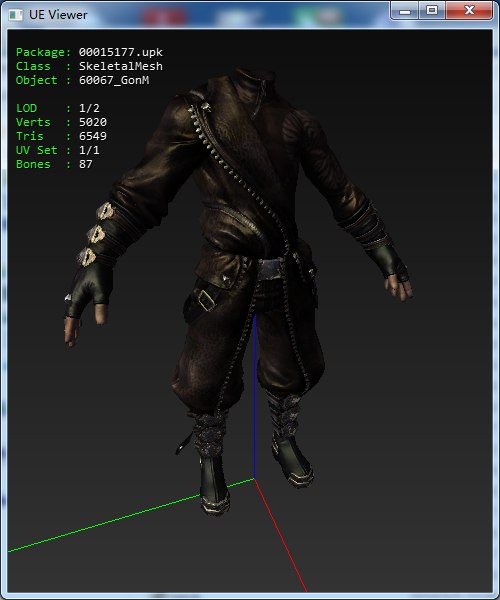 UE Viewer
Package: 00015177.upk
Class : SkeletalMesh
Object : 60067_GonM
LOD : 1/2
Verts : 5020
Tris : 6549
UV Set : 1/1
Bones : 87